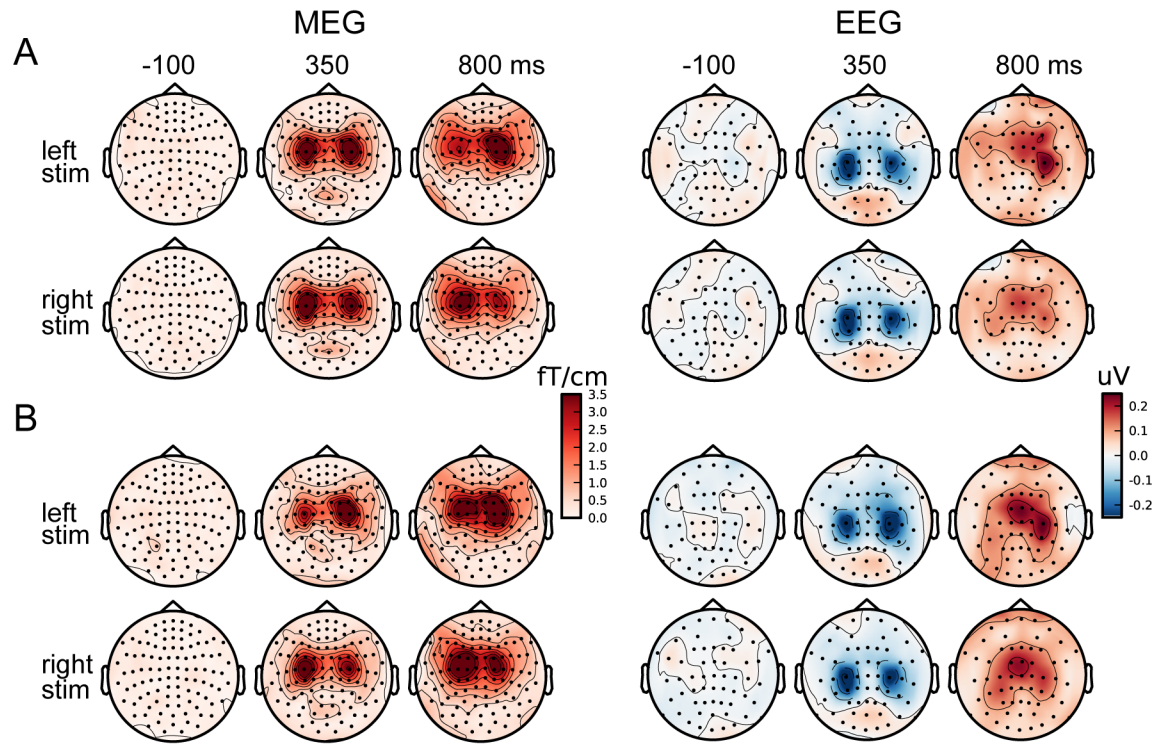 MEG EEG
A
-100 350 800 ms -100 350 800 ms
left
stim
right
stim
fT/cm
3.5
3.0
2.5
2.0
1.5
1.0
0.5
0.0
uV
0.2
0.1
0.0
-0.1
-0.2
B
left
stim
right
stim